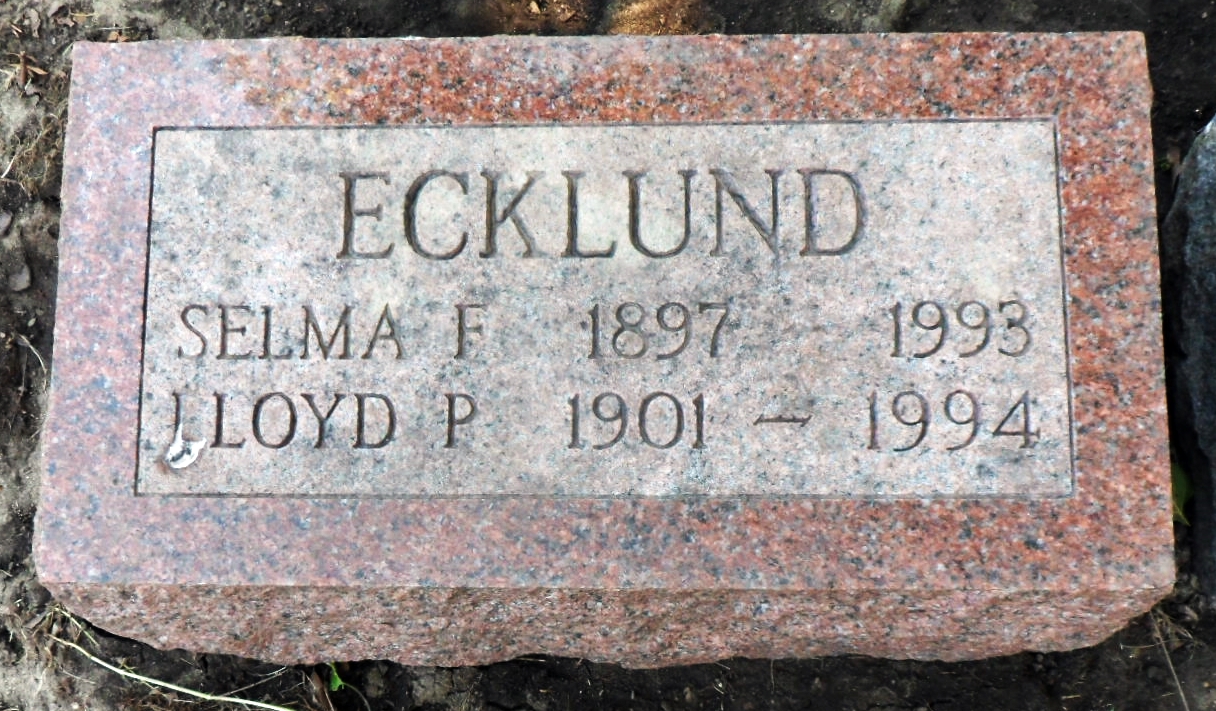 ECKLUND
SELMA F 1897 - 1993
LLOYD P 1901 - 1994